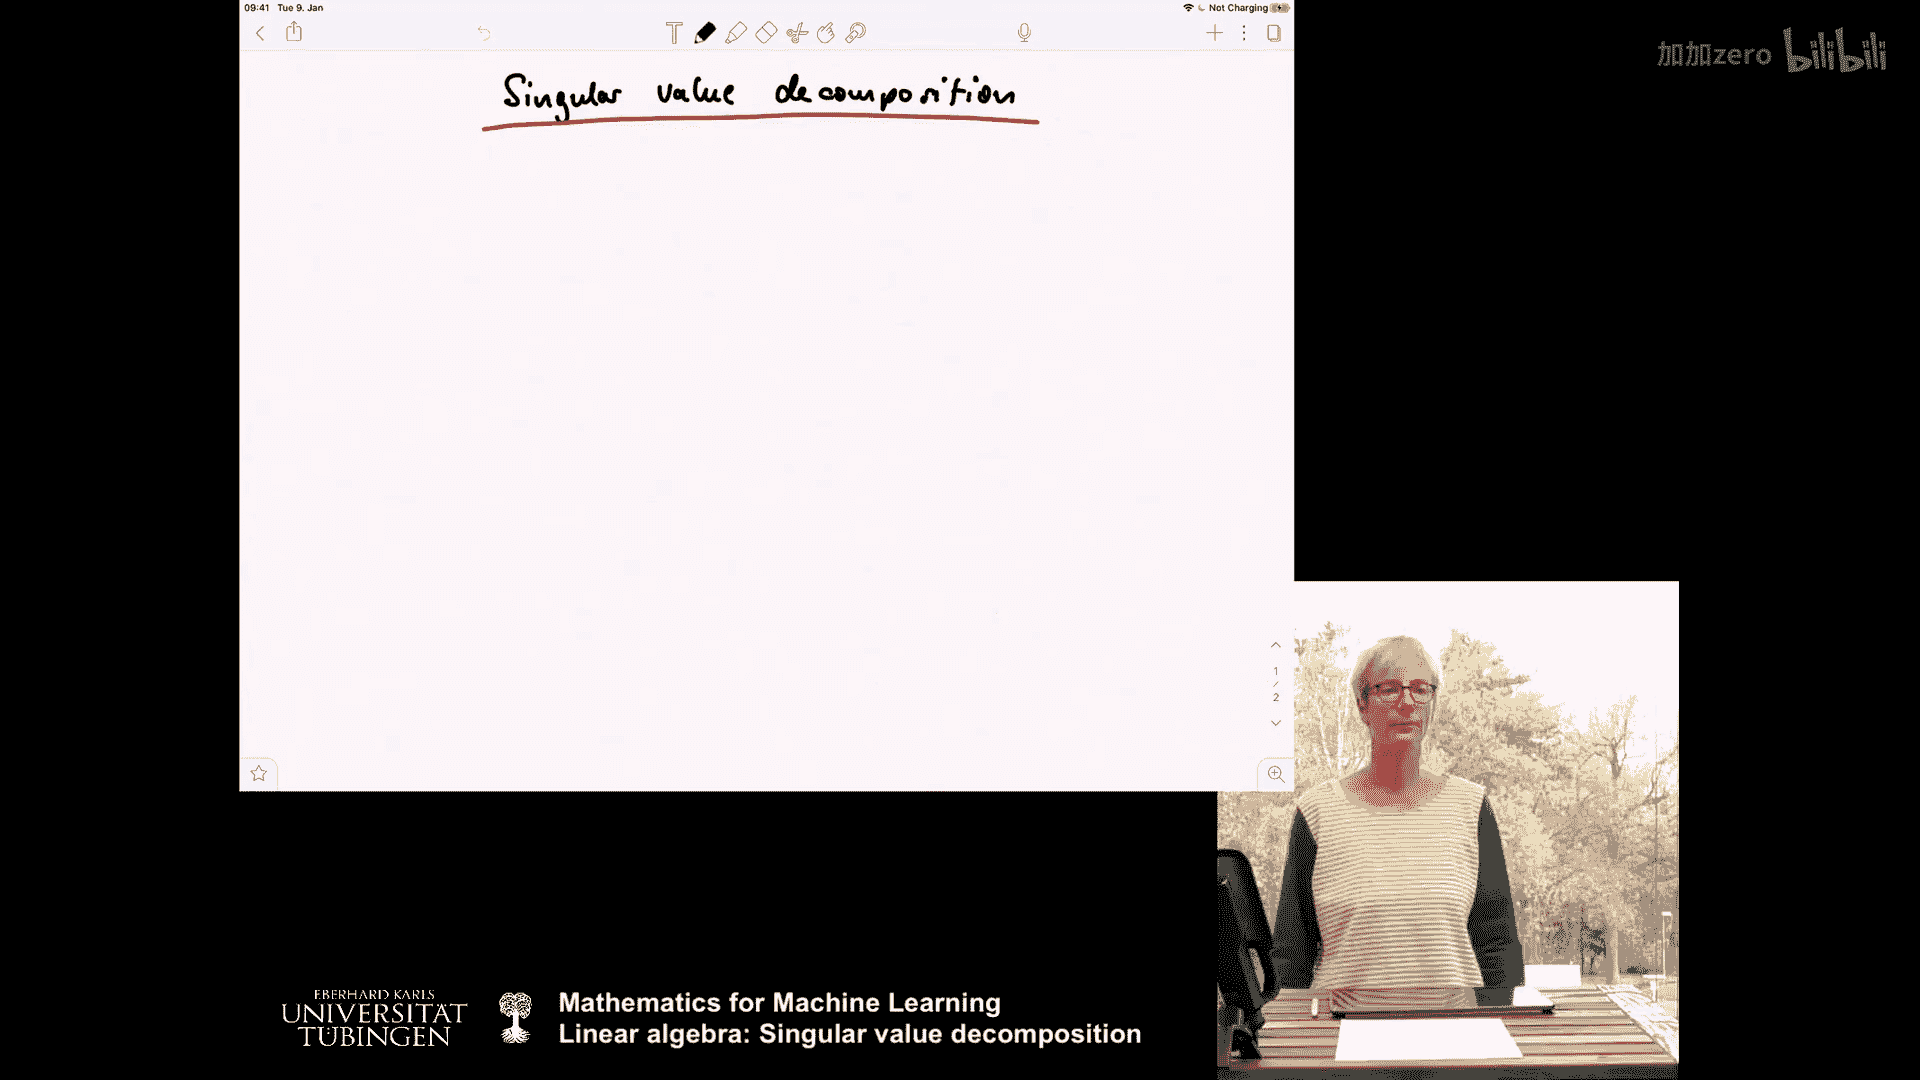 09:41 Tue 9. Jan
Not Charging
加加zero bilibili
T
Singular value decomposition
1
/
2
EBERHARD KARLS
UNIVERSITÄT
TÜBINGEN
Mathematics for Machine Learning
Linear algebra: Singular value decomposition